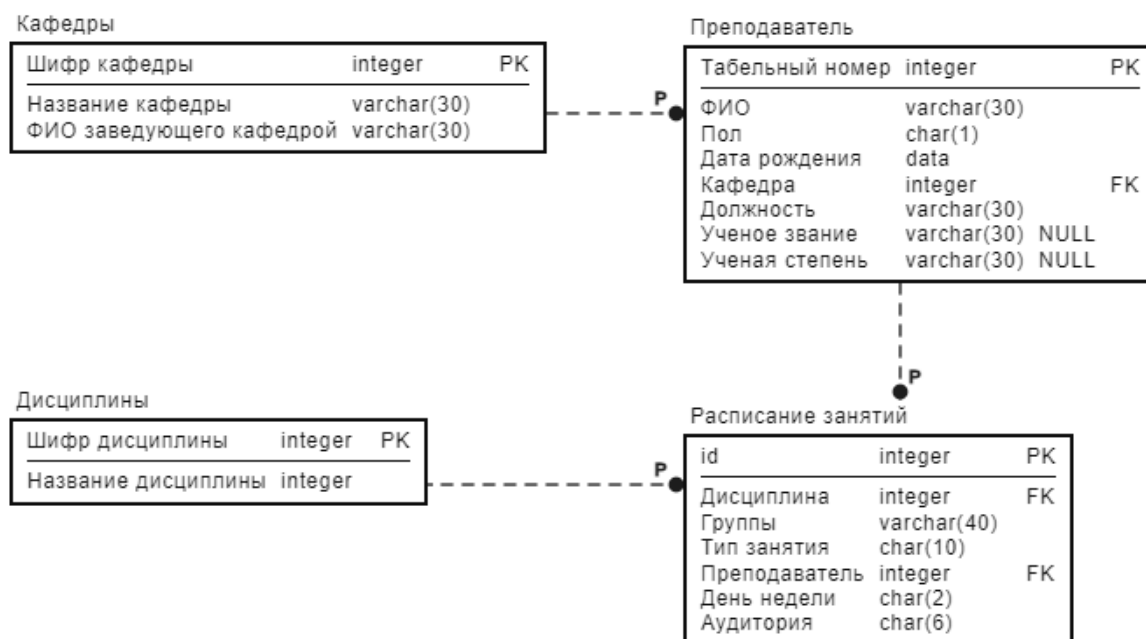 Кафедры
Шифр кафедры integer PK
Название кафедры varchar(30)
ФИО заведующего кафедрой varchar(30)
P
Преподаватель
Табельный номер integer PK
ФИО varchar(30)
Пол char(1)
Дата рождения data
Кафедра integer FK
Должность varchar(30)
Ученое звание varchar(30) NULL
Ученая степень varchar(30) NULL
P
Дисциплины
Шифр дисциплины integer PK
Название дисциплины integer
P
Расписание занятий
id integer PK
Дисциплина integer FK
Группы varchar(40)
Тип занятия char(10)
Преподаватель integer FK
День недели char(2)
Аудитория char(6)